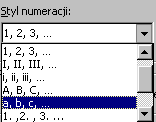 Styl numeracji:
1, 2, 3, ...
1, 2, 3, ...
I, II, III, ...
i, ii, iii, ...
A, B, C, ...
a, b, c, ...
1. ,2. , 3. ...